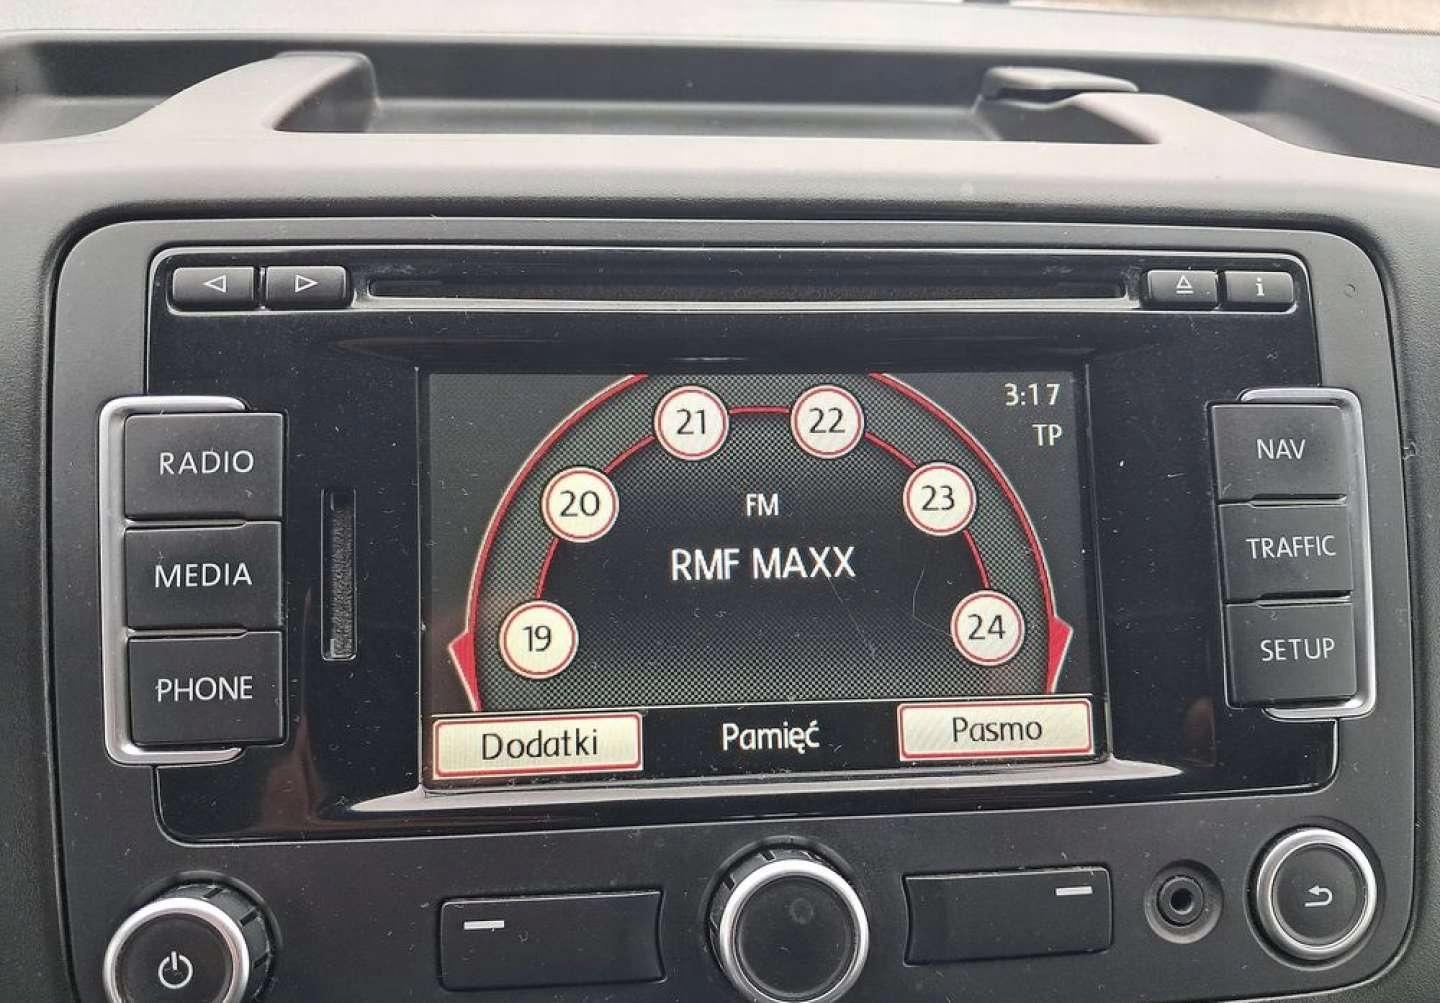 i
RADIO
MEDIA
PHONE
NAV
TRAFFIC
SETUP
3:17
TP
19
20
21
22
23
24
FM
RMF MAXX
Dodatki
Pamięć
Pasmo